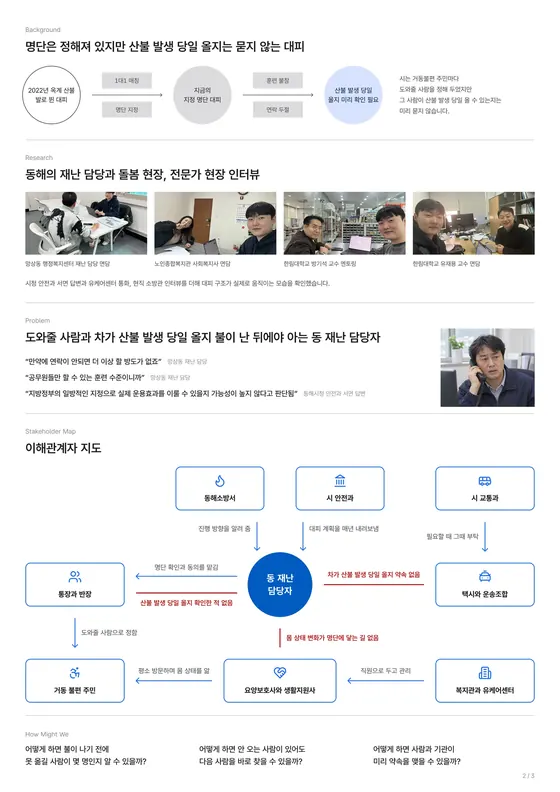 Background
명단은 정해져 있지만 산불 발생 당일 올지는 묻지 않는 대피
2022년 옥계 산불
발로 뛴 대피
1대1 매칭
명단 지정
지금의
지정 명단 대피
훈련 불참
연락 두절
산불 발생 당일
올지 미리 확인 필요
시는 거동불편 주민마다
도와줄 사람을 정해 두었지만
그 사람이 산불 발생 당일 올 수 있는지는
미리 묻지 않습니다.
Research
동해의 재난 담당과 돌봄 현장, 전문가 현장 인터뷰
망상동 행정복지센터 재난 담당 면담
노인종합복지관 사회복지사 면담
한림대학교 방기석 교수 멘토링
한림대학교 유재용 교수 면담
시청 안전과 서면 답변과 유케어센터 통화, 현직 소방관 인터뷰를 더해 대피 구조가 실제로 움직이는 모습을 확인했습니다.
Problem
도와줄 사람과 차가 산불 발생 당일 올지 불이 난 뒤에야 아는 동 재난 담당자
“만약에 연락이 안되면 더 이상 할 방도가 없죠” 망상동 재난 담당
“공무원들만 할 수 있는 훈련 수준이니까” 망상동 재난 담당
“지방정부의 일방적인 지정으로 실제 운용효과를 이룰 수 있을지 가능성이 높지 않다고 판단됨” 동해시청 안전과 서면 답변
Stakeholder Map
이해관계자 지도
동해소방서
시 안전과
시 교통과
진행 방향을 알려 줌
대피 계획을 매년 내려보냄
필요할 때 그때 부탁
통장과 반장
명단 확인과 동의를 맡김
산불 발생 당일 올지 확인한 적 없음
동 재난
담당자
차가 산불 발생 당일 올지 약속 없음
택시와 운송조합
도와줄 사람으로 정함
몸 상태 변화가 명단에 닿는 길 없음
거동 불편 주민
평소 방문하며 몸 상태를 앎
요양보호사와 생활지원사
직원으로 두고 관리
복지관과 유케어센터
How Might We
어떻게 하면 불이 나기 전에
못 옮길 사람이 몇 명인지 알 수 있을까?
어떻게 하면 안 오는 사람이 있어도
다음 사람을 바로 찾을 수 있을까?
어떻게 하면 사람과 기관이
미리 약속을 맺을 수 있을까?
2 / 3